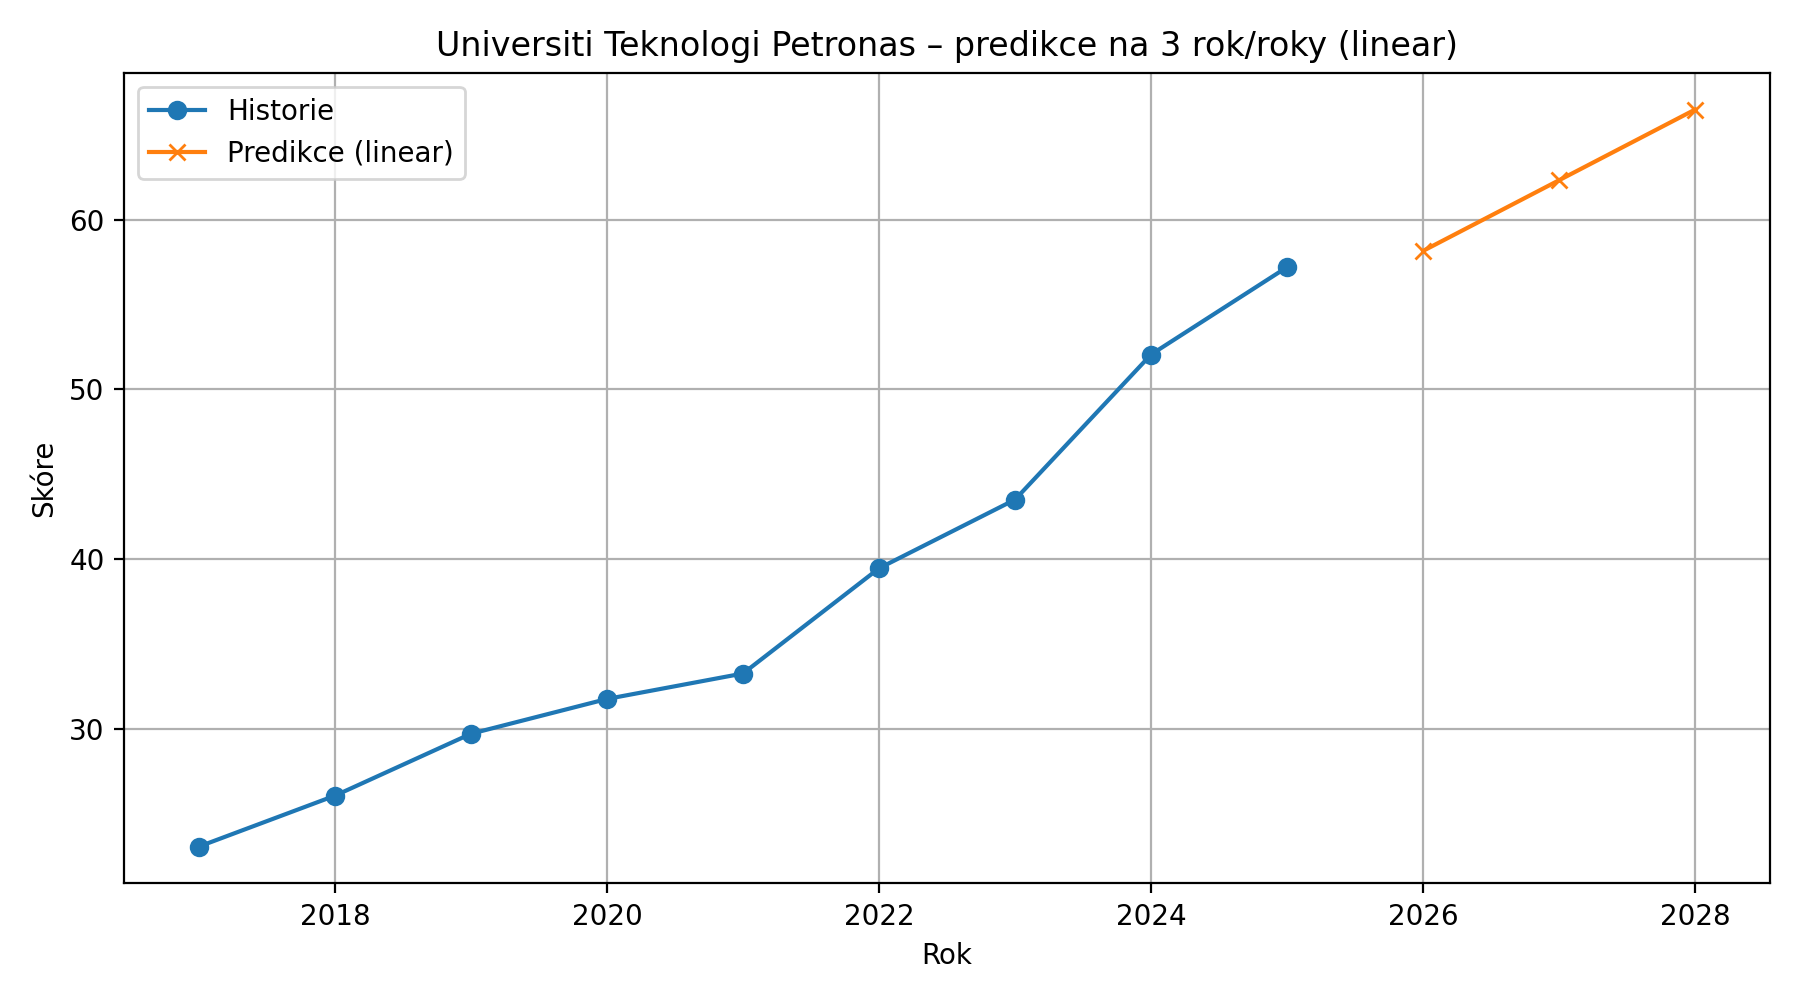 Universiti Teknologi Petronas – predikce na 3 rok/roky (linear)
Historie
Predikce (linear)
60
50
40
30
Skóre
2018 2020 2022 2024 2026 2028
Rok